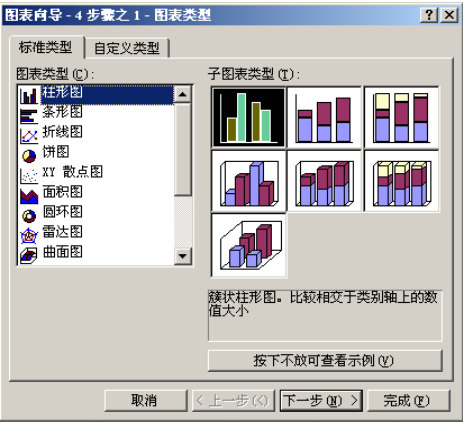 图表向导 - 4 步骤之 1 - 图表类型
标准类型
自定义类型
图表类型(C):
柱形图
条形图
折线图
饼图
XY 散点图
面积图
圆环图
雷达图
曲面图
子图表类型(T):
簇状柱形图。比较相交于类别轴上的数
值大小
按下不放可查看示例(V)
取消
< 上一步(<)
下一步(N) >
完成(F)